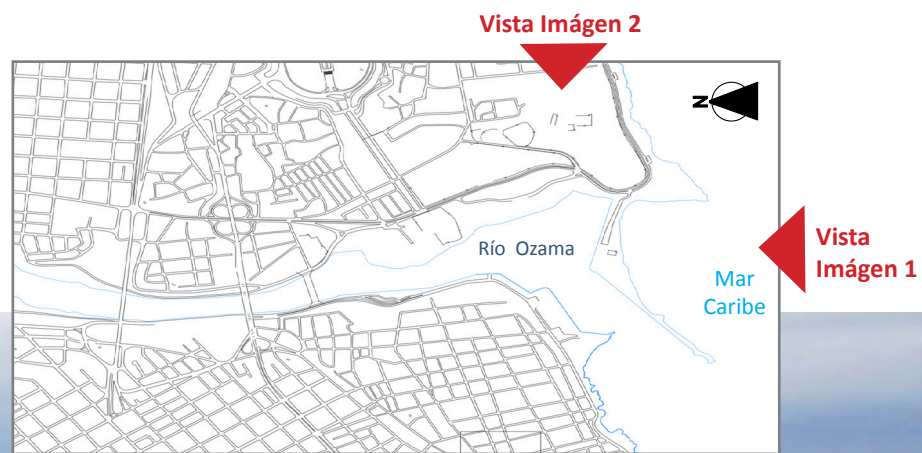 Vista Imágen 2
N
Río Ozama
Vista
Imágen 1
Mar
Caribe